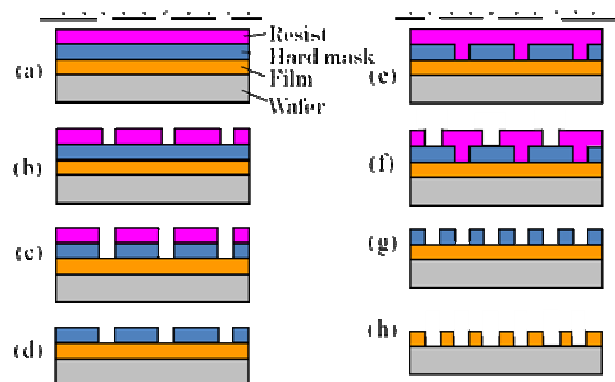 Resist
Hard mask
(a)
Film
Wafer
(b)
(c)
(d)
(e)
(f)
(g)
(h)